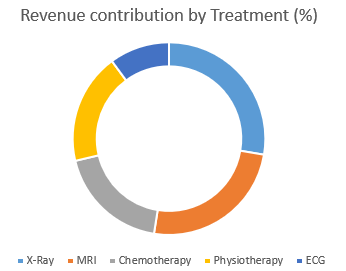 Revenue contribution by Treatment (%)
X-Ray MRI Chemotherapy Physiotherapy ECG